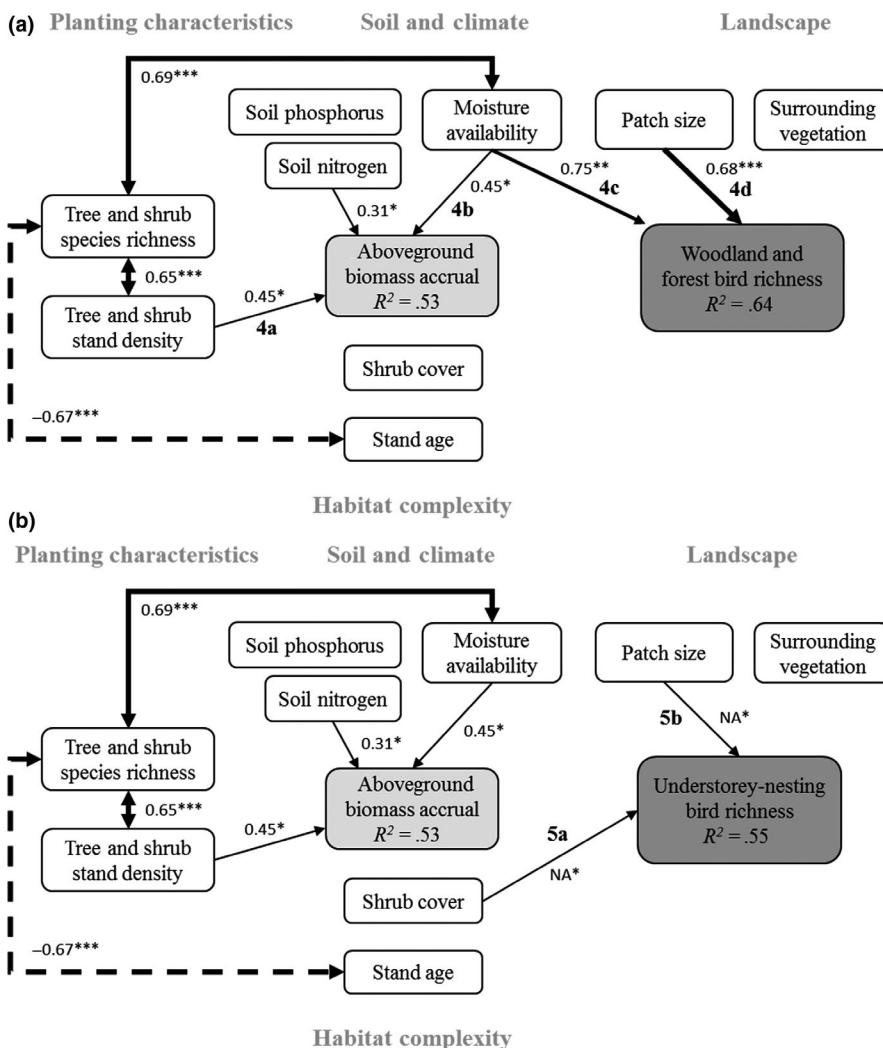 (a)
Planting characteristics
Soil and climate
Landscape
0.69***
Soil phosphorus
Moisture
availability
Patch size
Surrounding
vegetation
Soil nitrogen
0.75**
4c
0.68***
4d
0.45*
4b
0.31*
Tree and shrub
species richness
Aboveground
biomass accrual
R² = .53
Woodland and
forest bird richness
R² = .64
0.65***
0.45*
4a
Tree and shrub
stand density
Shrub cover
−0.67***
Stand age
Habitat complexity
(b)
Planting characteristics
Soil and climate
Landscape
0.69***
Soil phosphorus
Moisture
availability
Patch size
Surrounding
vegetation
Soil nitrogen
5b
NA*
0.31*
0.45*
Tree and shrub
species richness
Aboveground
biomass accrual
R² = .53
Understorey-nesting
bird richness
R² = .55
0.65***
0.45*
5a
Tree and shrub
stand density
NA*
Shrub cover
−0.67***
Stand age
Habitat complexity